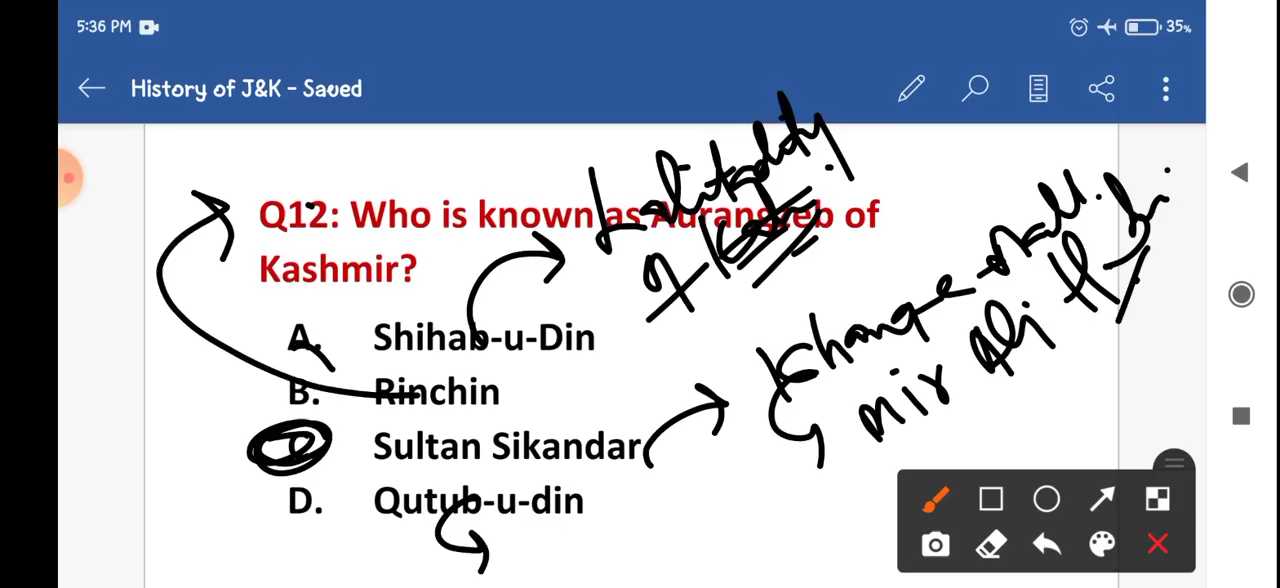 5:36 PM 35%
History of J&K - Saved
Q12: Who is known as Aurangzeb of
Kashmir?
A. Shihab-u-Din
B. Rinchin
Sultan Sikandar
D. Qutub-u-din
Khanqe-
mir Ali